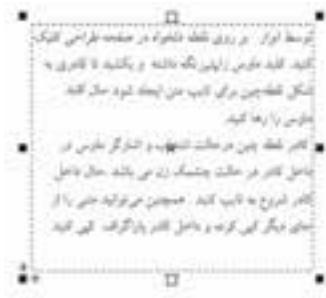 توسط ابزار بر روی نقطه دلخواه در صفحه طراحی کلیک
کنید. کلید ماوس را پایین نگه داشته و بکشید تا کادری به
شکل نقطه‌چین برای تایپ متن ایجاد شود حال کلید
ماوس را رها کنید.
کادر نقطه چین در حالت انتخاب و اشارگر ماوس در
داخل کادر در حالت چشمک زن می باشد حال داخل
کادر شروع به تایپ کنید. همچنین می‌توانید متنی را از
جای دیگر کپی کرده و داخل کادر پاراگراف، کپی کنید.